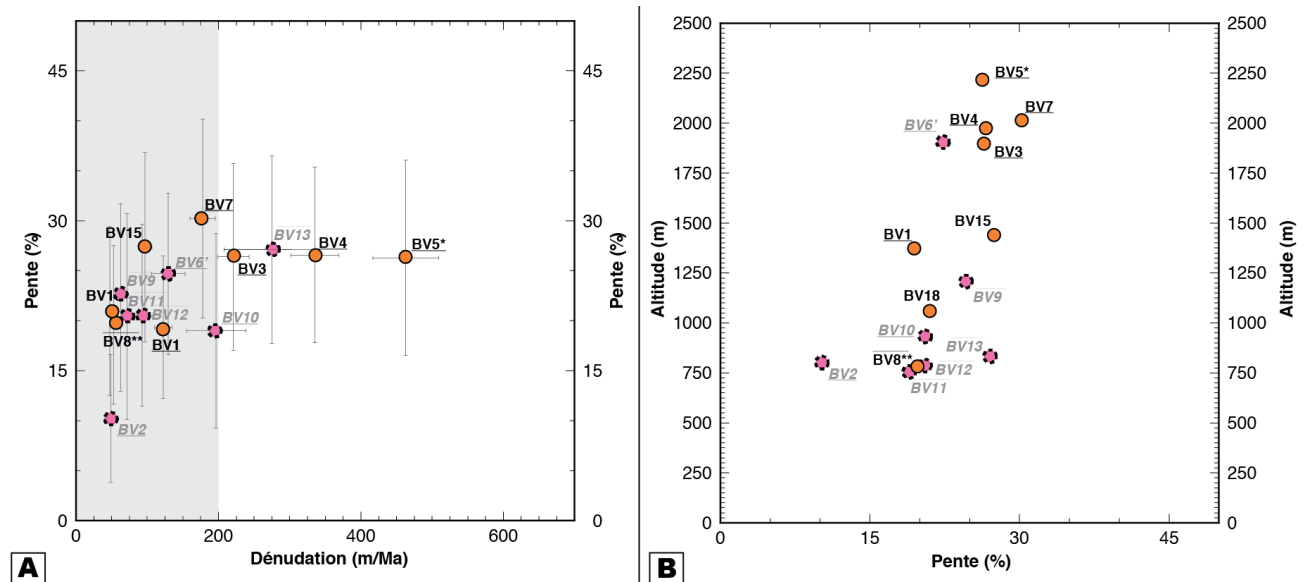 45
30
15
0
Pente (%)
BV7
BV13
BV15
BV4
BV5*
BV3
BV6'
BV9
BV1
BV11
BV12
BV10
BV8**
BV1
BV2
45
30
15
0
Pente (%)
0
200
400
600
Dénudation (m/Ma)
A
2500
2250
2000
1750
1500
1250
1000
750
500
250
0
Altitude (m)
BV5*
BV7
BV6'
BV4
BV3
BV15
BV1
BV9
BV18
BV10
BV13
BV8**
BV12
BV2
BV11
2500
2250
2000
1750
1500
1250
1000
750
500
250
0
Altitude (m)
15
30
45
Pente (%)
B